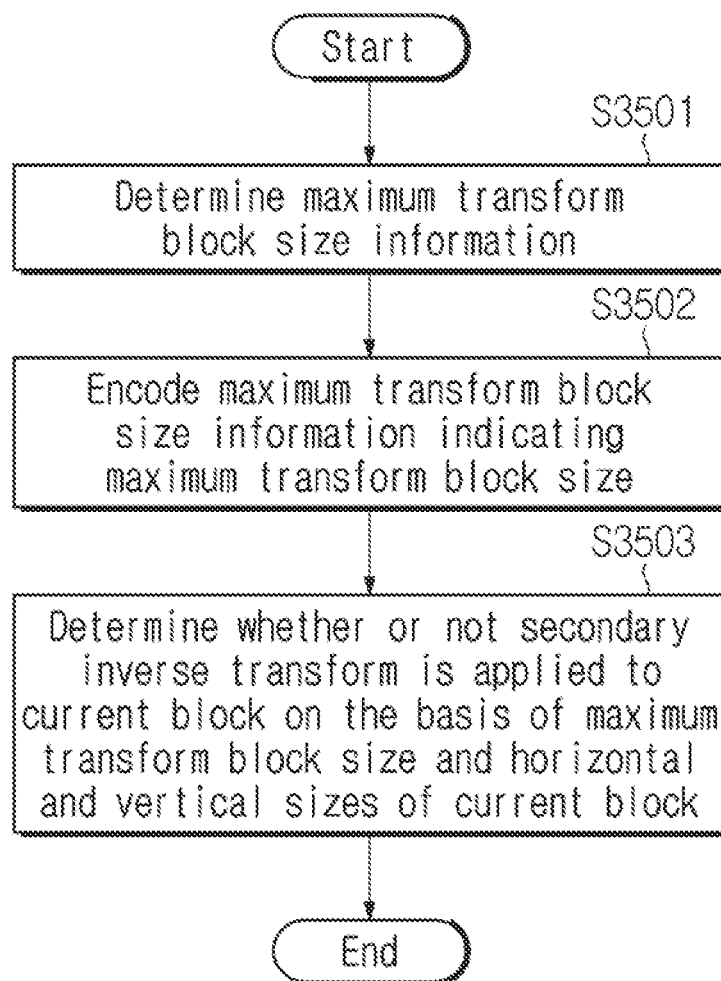 Start
S3501
Determine maximum transform
block size information
S3502
Encode maximum transform block
size information indicating
maximum transform block size
S3503
Determine whether or not secondary
inverse transform is applied to
current block on the basis of maximum
transform block size and horizontal
and vertical sizes of current block
End